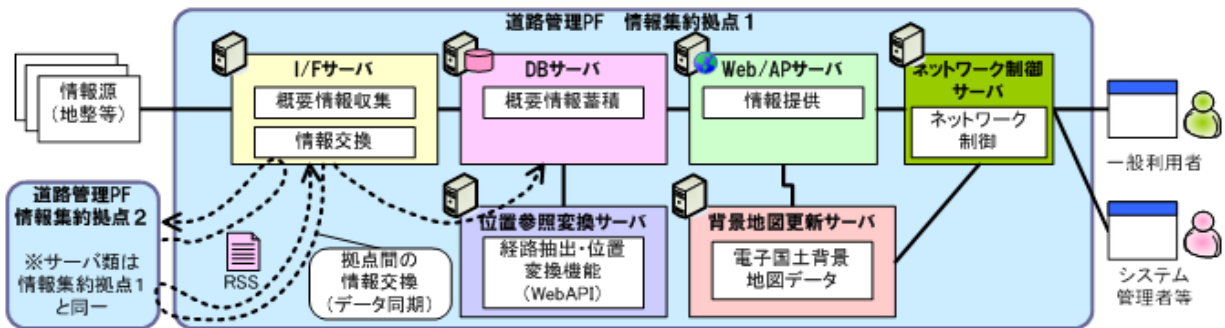 道路管理PF 情報集約拠点1
情報源
(地整等)
I/Fサーバ
概要情報収集
情報交換
DBサーバ
概要情報蓄積
Web/APサーバ
情報提供
ネットワーク制御
サーバ
ネットワーク
制御
一般利用者
道路管理PF
情報集約拠点2
※サーバ類は
情報集約拠点1
と同一
RSS
拠点間の
情報交換
(データ同期)
位置参照変換サーバ
経路抽出・位置
変換機能
(WebAPI)
背景地図更新サーバ
電子国土背景
地図データ
システム
管理者等